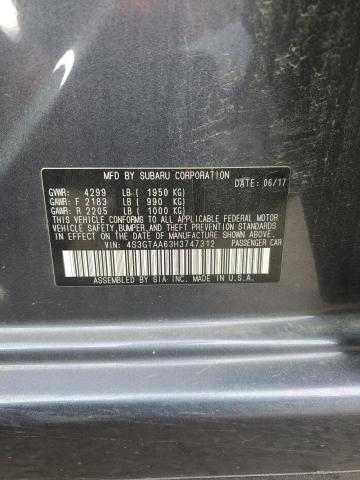 MFD BY SUBARU CORPORATION
GVWR: 4299 LB (1950 KG) DATE: 06/17
GAWR: F 2183 LB ( 990 KG)
GAWR: R 2205 LB (1000 KG)
THIS VEHICLE CONFORMS TO ALL APPLICABLE FEDERAL MOTOR
VEHICLE SAFETY, BUMPER, AND THEFT PREVENTION STANDARDS
IN EFFECT ON THE DATE OF MANUFACTURE SHOWN ABOVE.
VIN: 4S3GTAA63H3747312 PASSENGER CAR
ASSEMBLED BY SIA INC. MADE IN U.S.A.